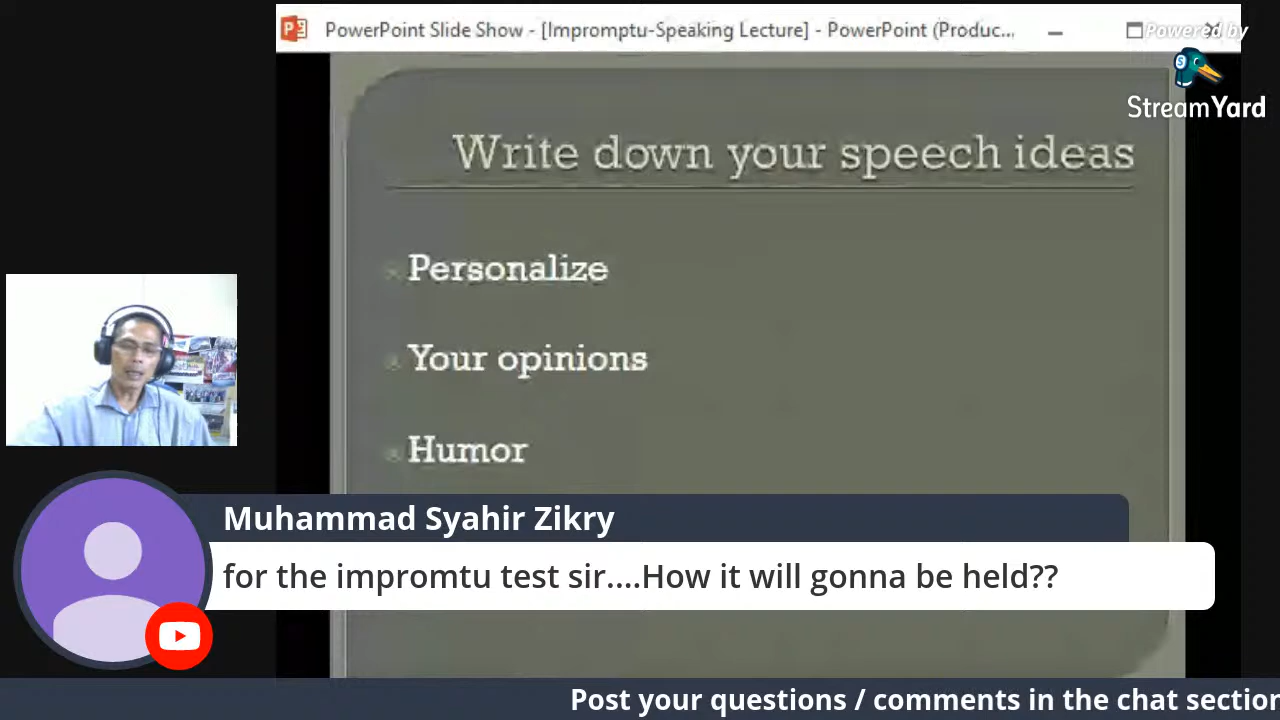 PowerPoint Slide Show - [Impromptu-Speaking Lecture] - PowerPoint (Produc...
Powered by
StreamYard
Write down your speech ideas
Personalize
Your opinions
Humor
Muhammad Syahir Zikry
for the impromtu test sir....How it will gonna be held??
Post your questions / comments in the chat section